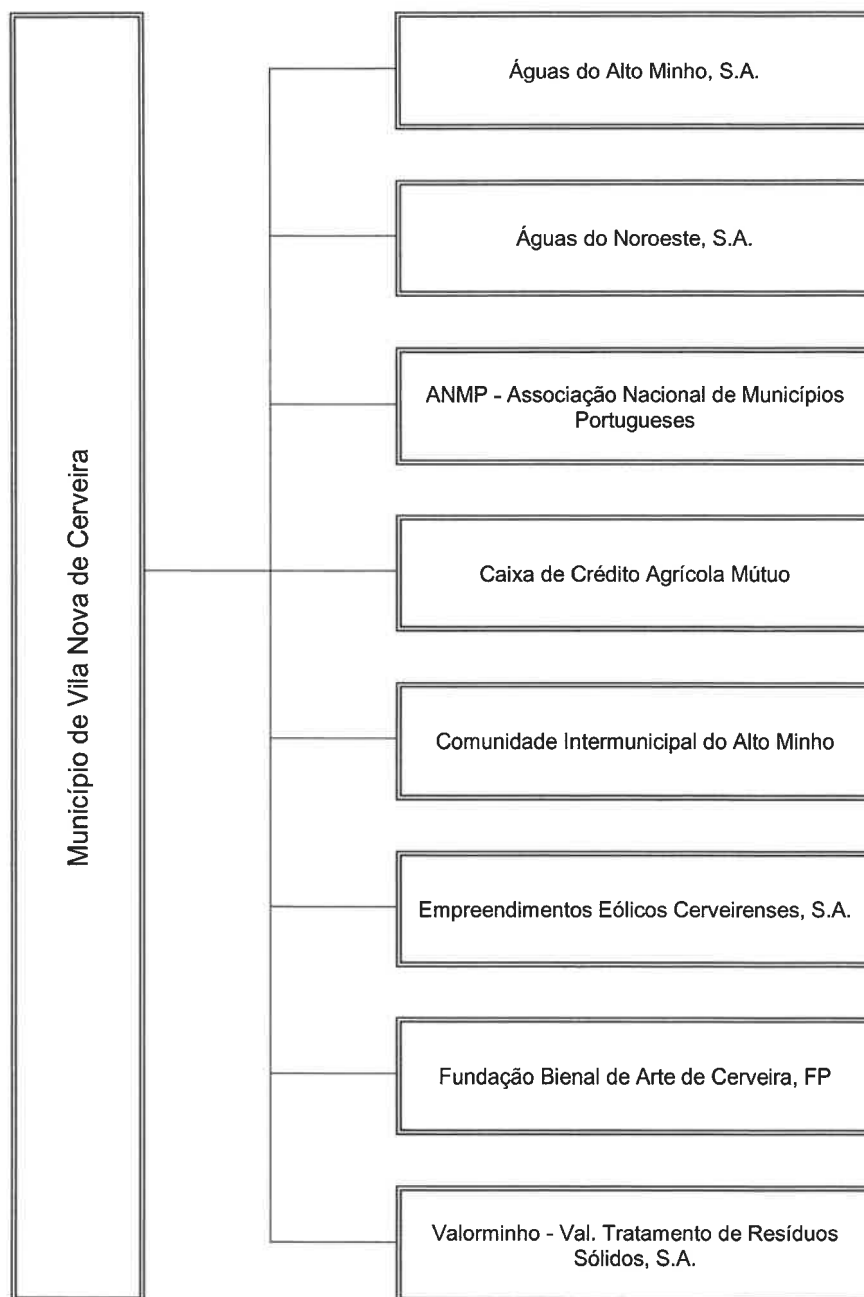 Município de Vila Nova de Cerveira
Águas do Alto Minho, S.A.
Águas do Noroeste, S.A.
ANMP - Associação Nacional de Municípios
Portugueses
Caixa de Crédito Agrícola Mútuo
Comunidade Intermunicipal do Alto Minho
Empreendimentos Eólicos Cerveirenses, S.A.
Fundação Bienal de Arte de Cerveira, FP
Valorminho - Val. Tratamento de Resíduos
Sólidos, S.A.